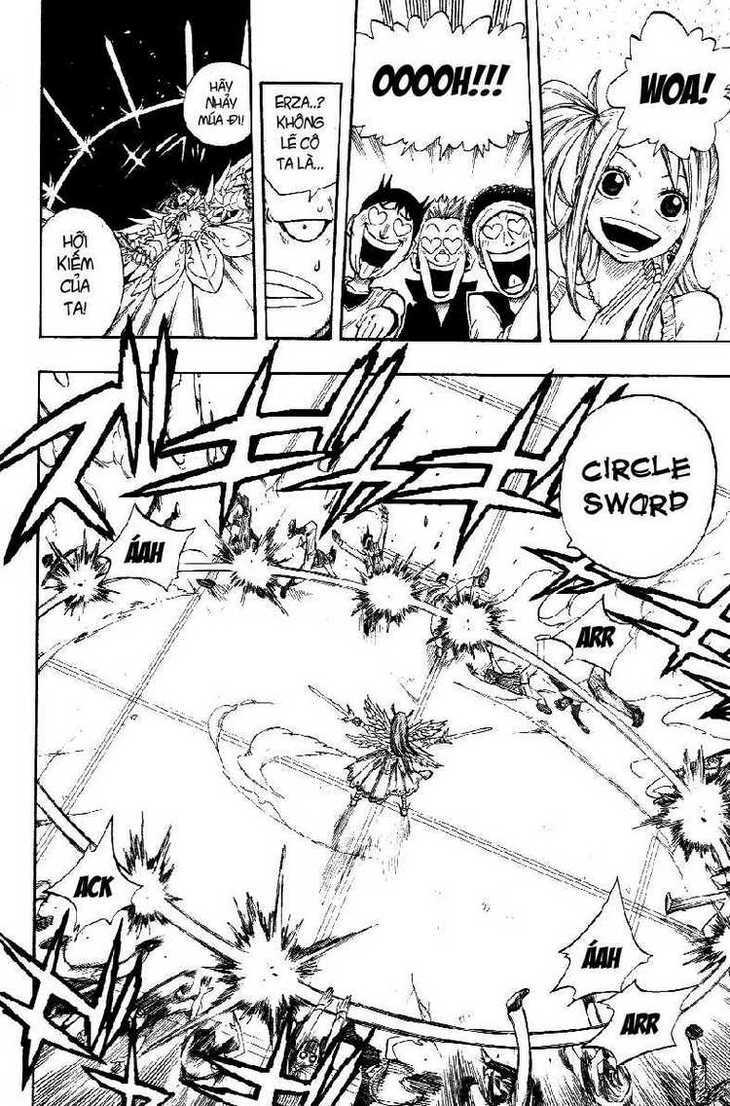 WOA!
OOOOH!!!
ERZA..?
KHÔNG
LẼ CÔ
TA LÀ...
HÃY
NHẢY
MÚA ĐI!
HỠI
KIẾM
CỦA
TA!
CIRCLE
SWORD
ÁAH
ARR
ACK
ÁAH
ARR